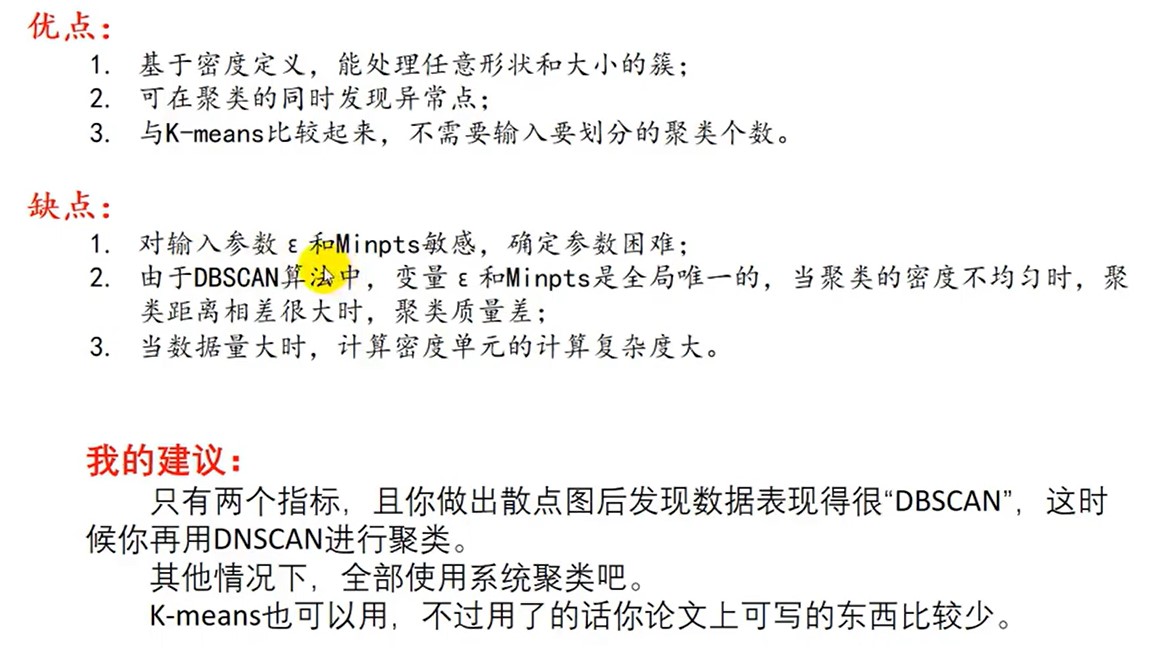 优点：
1. 基于密度定义，能处理任意形状和大小的簇；
2. 可在聚类的同时发现异常点；
3. 与K-means比较起来，不需要输入要划分的聚类个数。
缺点：
1. 对输入参数ε和Minpts敏感，确定参数困难；
2. 由于DBSCAN算法中，变量ε和Minpts是全局唯一的，当聚类的密度不均匀时，聚
类距离相差很大时，聚类质量差；
3. 当数据量大时，计算密度单元的计算复杂度大。
我的建议：
只有两个指标，且你做出散点图后发现数据表现得很“DBSCAN”，这时
候你再用DNSCAN进行聚类。
其他情况下，全部使用系统聚类吧。
K-means也可以用，不过用了的话你论文上可写的东西比较少。